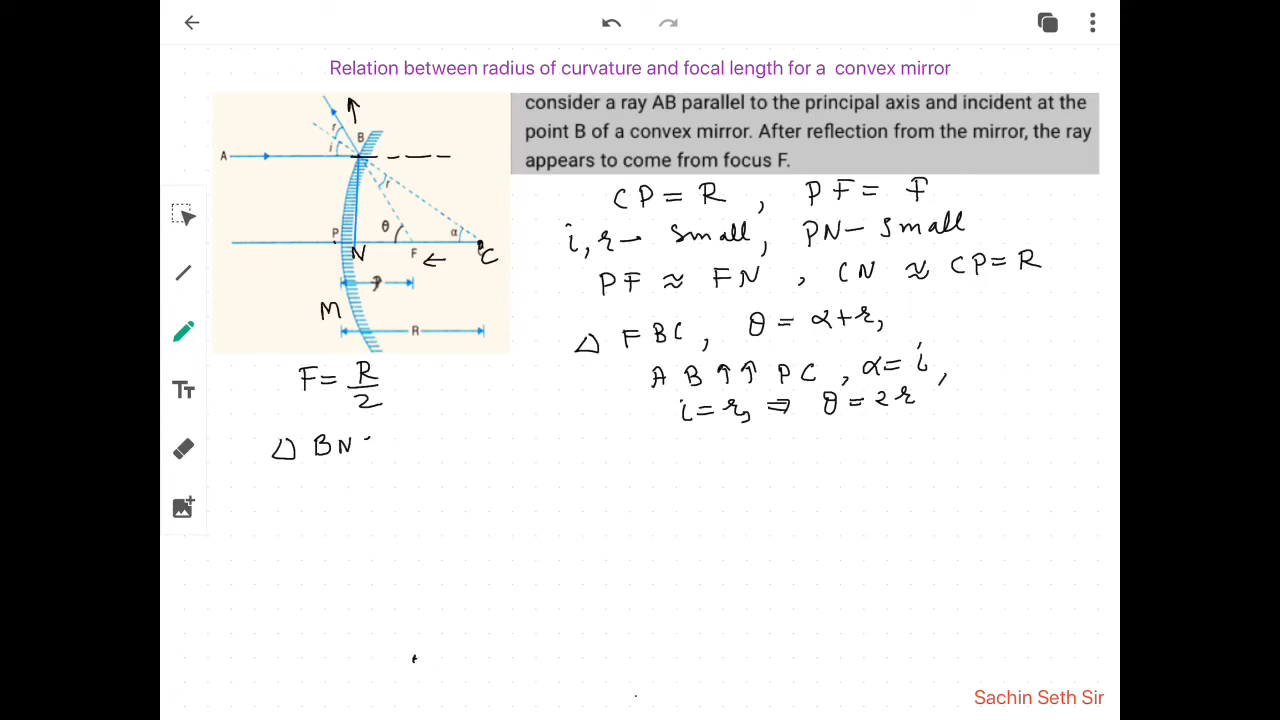 Relation between radius of curvature and focal length for a convex mirror
consider a ray AB parallel to the principal axis and incident at the
point B of a convex mirror. After reflection from the mirror, the ray
appears to come from focus F.
r
i
B
A
r
P
θ
α
N
F
C
M
R
CP = R , PF = F
i, r – small, PN – small
PF ≈ FN , CN ≈ CP = R
△ FBC, θ = α + r,
AB ↑↑ PC, α = i,
i = r, ⇒ θ = 2r
F = R/2
△ BN
Tт
Sachin Seth Sir